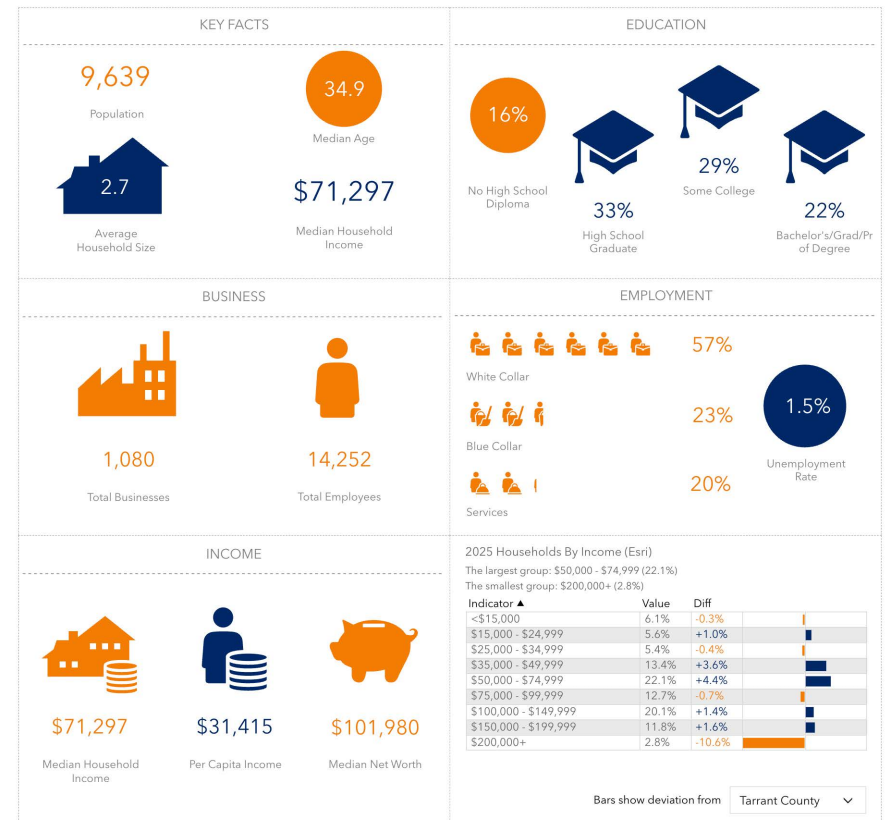 KEY FACTS
9,639
Population
34.9
Median Age
2.7
Average
Household Size
$71,297
Median Household
Income
EDUCATION
16%
No High School
Diploma
33%
High School
Graduate
29%
Some College
22%
Bachelor's/Grad/Pr
of Degree
BUSINESS
1,080
Total Businesses
14,252
Total Employees
EMPLOYMENT
57%
White Collar
23%
Blue Collar
20%
Services
1.5%
Unemployment
Rate
INCOME
$71,297
Median Household
Income
$31,415
Per Capita Income
$101,980
Median Net Worth
2025 Households By Income (Esri)
The largest group: $50,000 - $74,999 (22.1%)
The smallest group: $200,000+ (2.8%)
Indicator ▲ Value Diff
<$15,000 6.1% -0.3%
$15,000 - $24,999 5.6% +1.0%
$25,000 - $34,999 5.4% -0.4%
$35,000 - $49,999 13.4% +3.6%
$50,000 - $74,999 22.1% +4.4%
$75,000 - $99,999 12.7% -0.7%
$100,000 - $149,999 20.1% +1.4%
$150,000 - $199,999 11.8% +1.6%
$200,000+ 2.8% -10.6%
Bars show deviation from Tarrant County